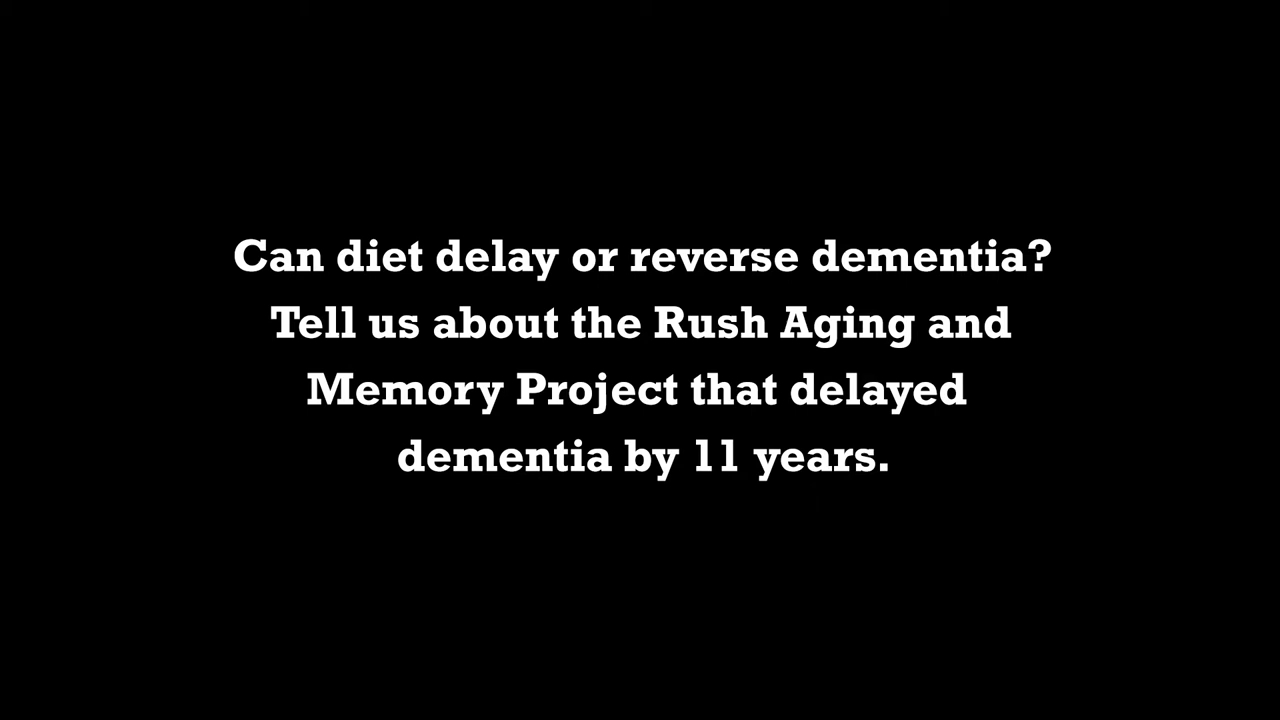 Can diet delay or reverse dementia?
Tell us about the Rush Aging and
Memory Project that delayed
dementia by 11 years.